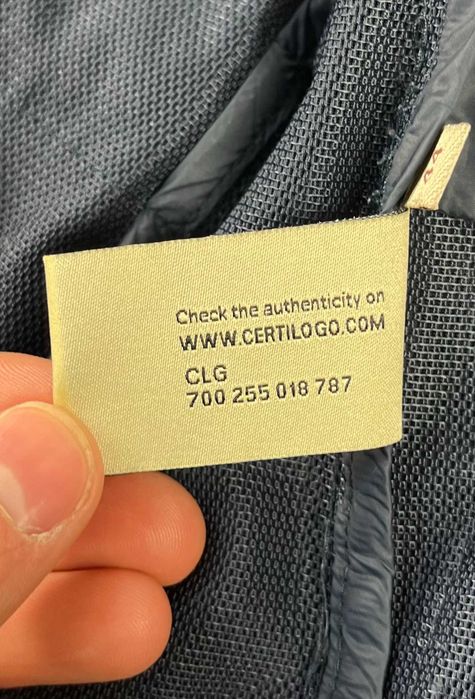 Check the authenticity on
WWW.CERTILOGO.COM
CLG
700 255 018 787